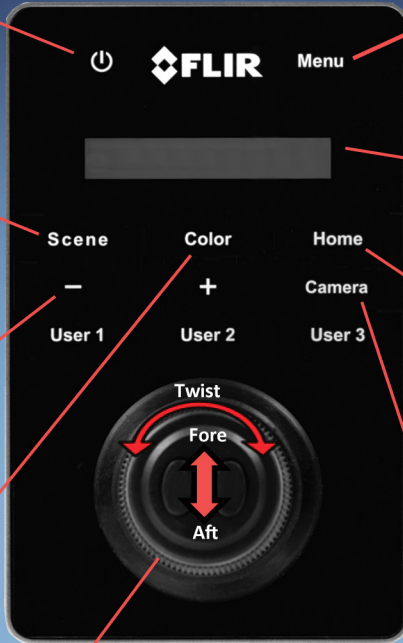 FLIR Menu
Scene Color Home
− + Camera
User 1 User 2 User 3
Twist
Fore
Aft